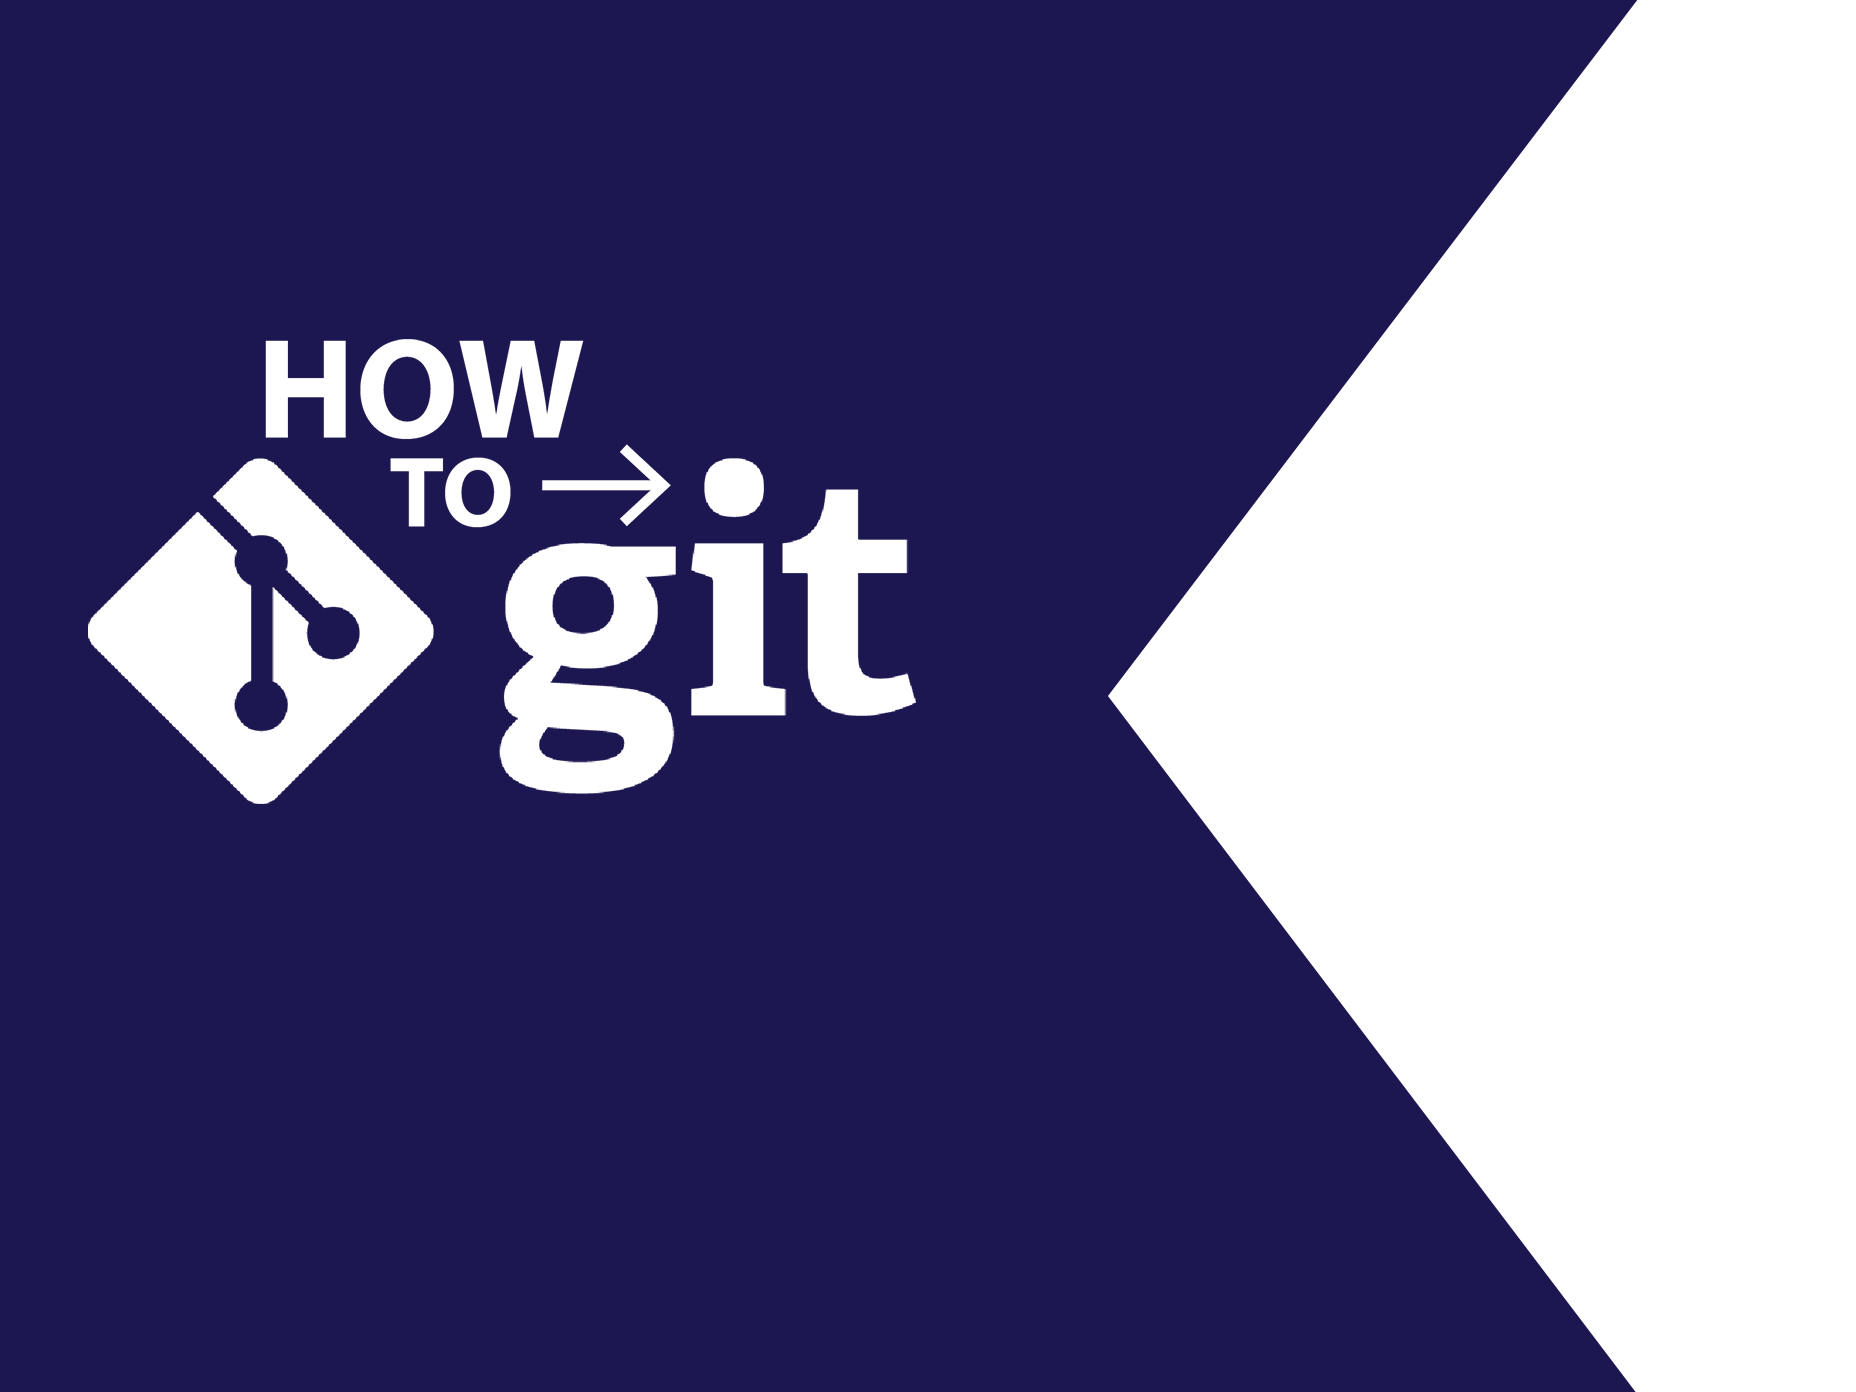 HOW
TO →
git